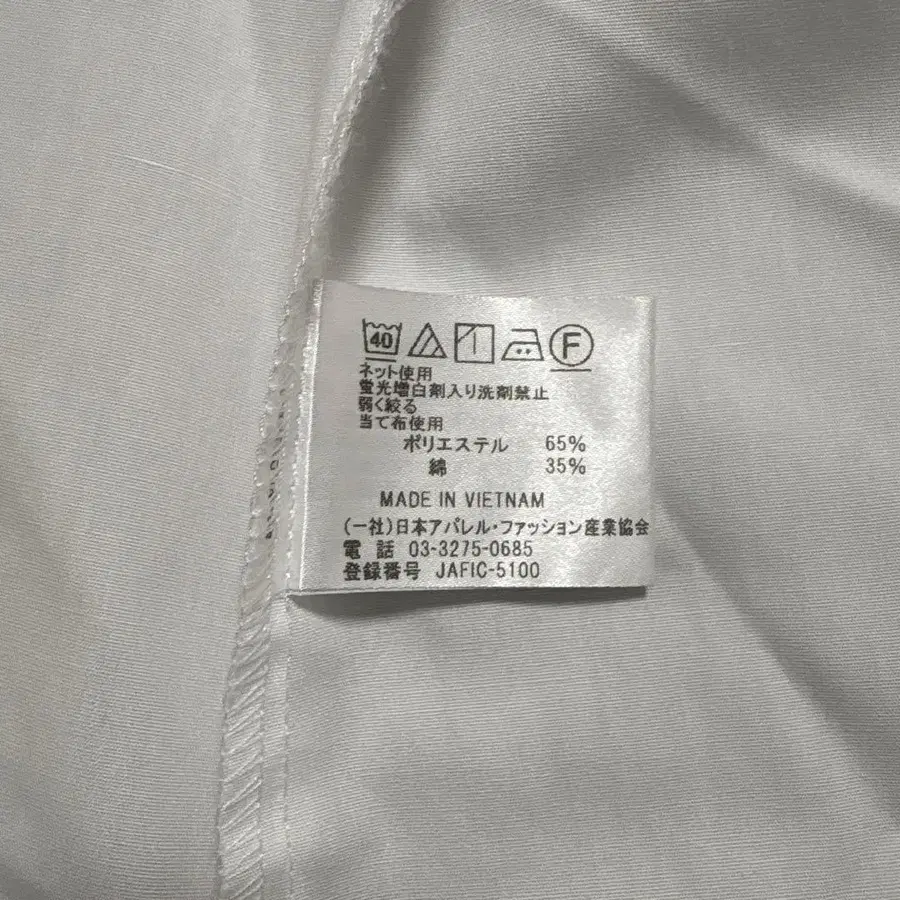 40 F
ネット使用
蛍光増白剤入り洗剤禁止
弱く絞る
当て布使用
ポリエステル 65%
綿 35%
MADE IN VIETNAM
(一社)日本アパレル・ファッション産業協会
電話 03-3275-0685
登録番号 JAFIC-5100